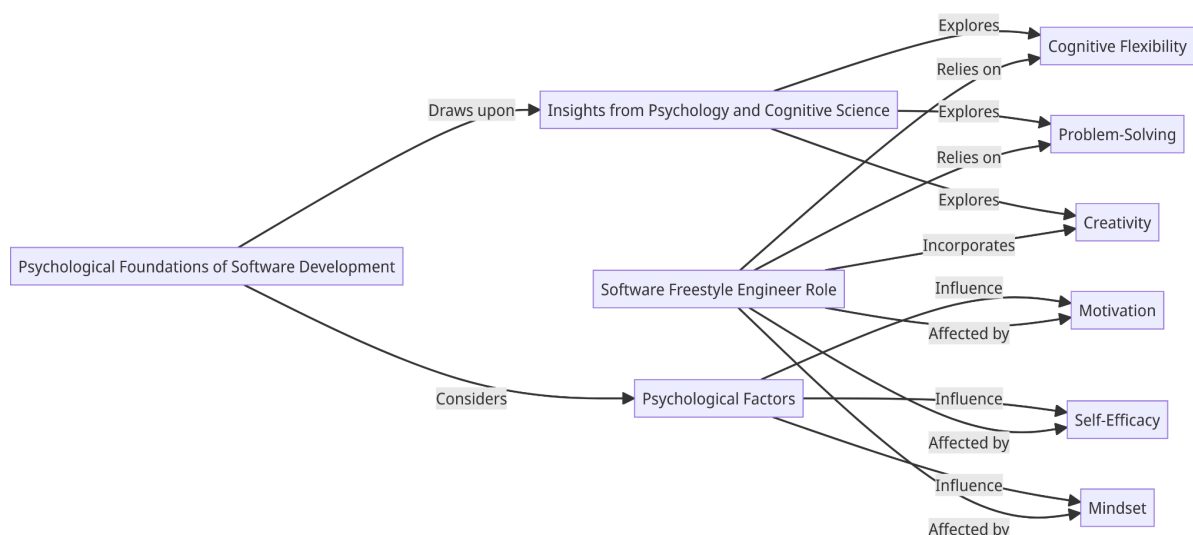 Explores
Cognitive Flexibility
Relies on
Draws upon
Insights from Psychology and Cognitive Science
Explores
Problem-Solving
Relies on
Explores
Creativity
Incorporates
Psychological Foundations of Software Development
Software Freestyle Engineer Role
Influence
Motivation
Affected by
Considers
Psychological Factors
Influence
Self-Efficacy
Affected by
Influence
Mindset
Affected by